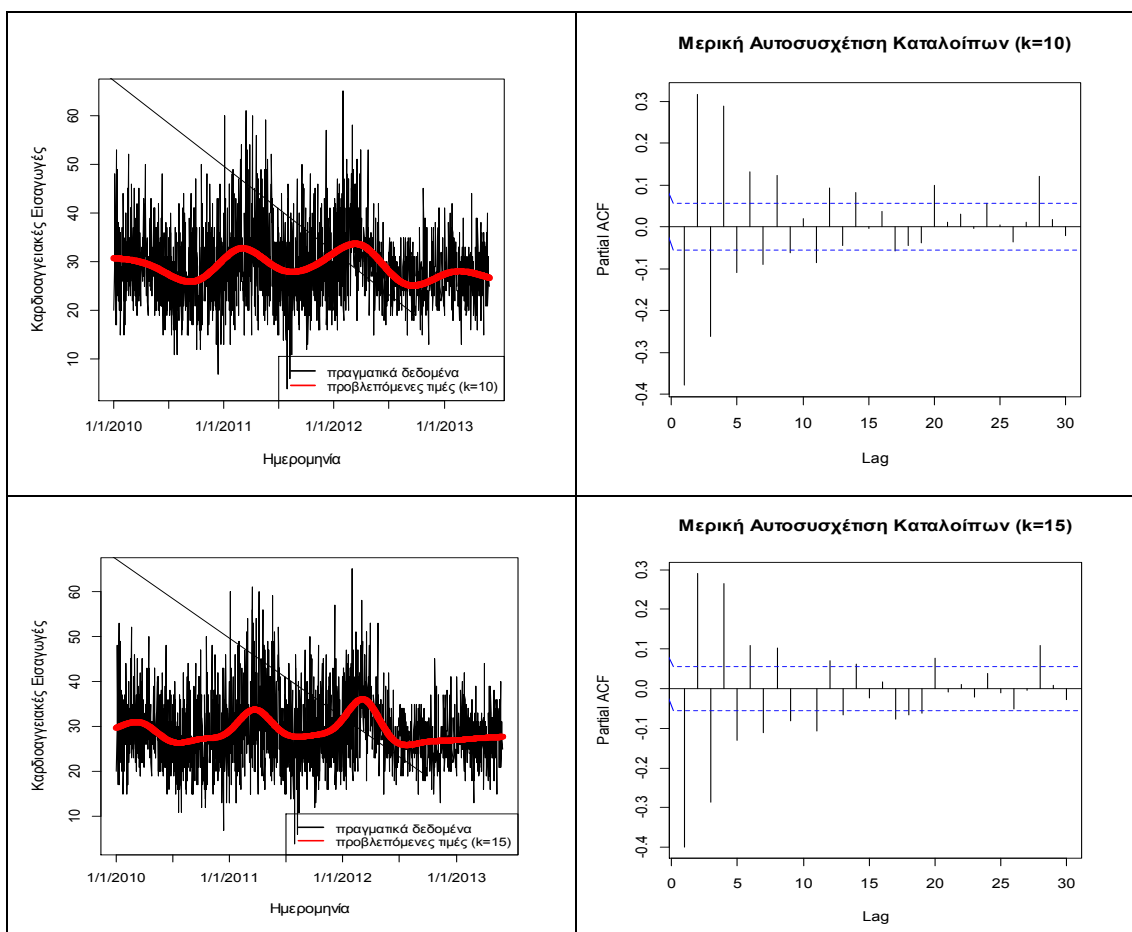 Καρδιοαγγειακές Εισαγωγές
60
50
40
30
20
10
πραγματικά δεδομένα
προβλεπόμενες τιμές (k=10)
1/1/2010 1/1/2011 1/1/2012 1/1/2013
Ημερομηνία
Μερική Αυτοσυσχέτιση Καταλοίπων (k=10)
Partial ACF
0.3
0.2
0.1
0.0
-0.1
-0.2
-0.3
-0.4
0 5 10 15 20 25 30
Lag
Καρδιοαγγειακές Εισαγωγές
60
50
40
30
20
10
πραγματικά δεδομένα
προβλεπόμενες τιμές (k=15)
1/1/2010 1/1/2011 1/1/2012 1/1/2013
Ημερομηνία
Μερική Αυτοσυσχέτιση Καταλοίπων (k=15)
Partial ACF
0.3
0.2
0.1
0.0
-0.1
-0.2
-0.3
-0.4
0 5 10 15 20 25 30
Lag